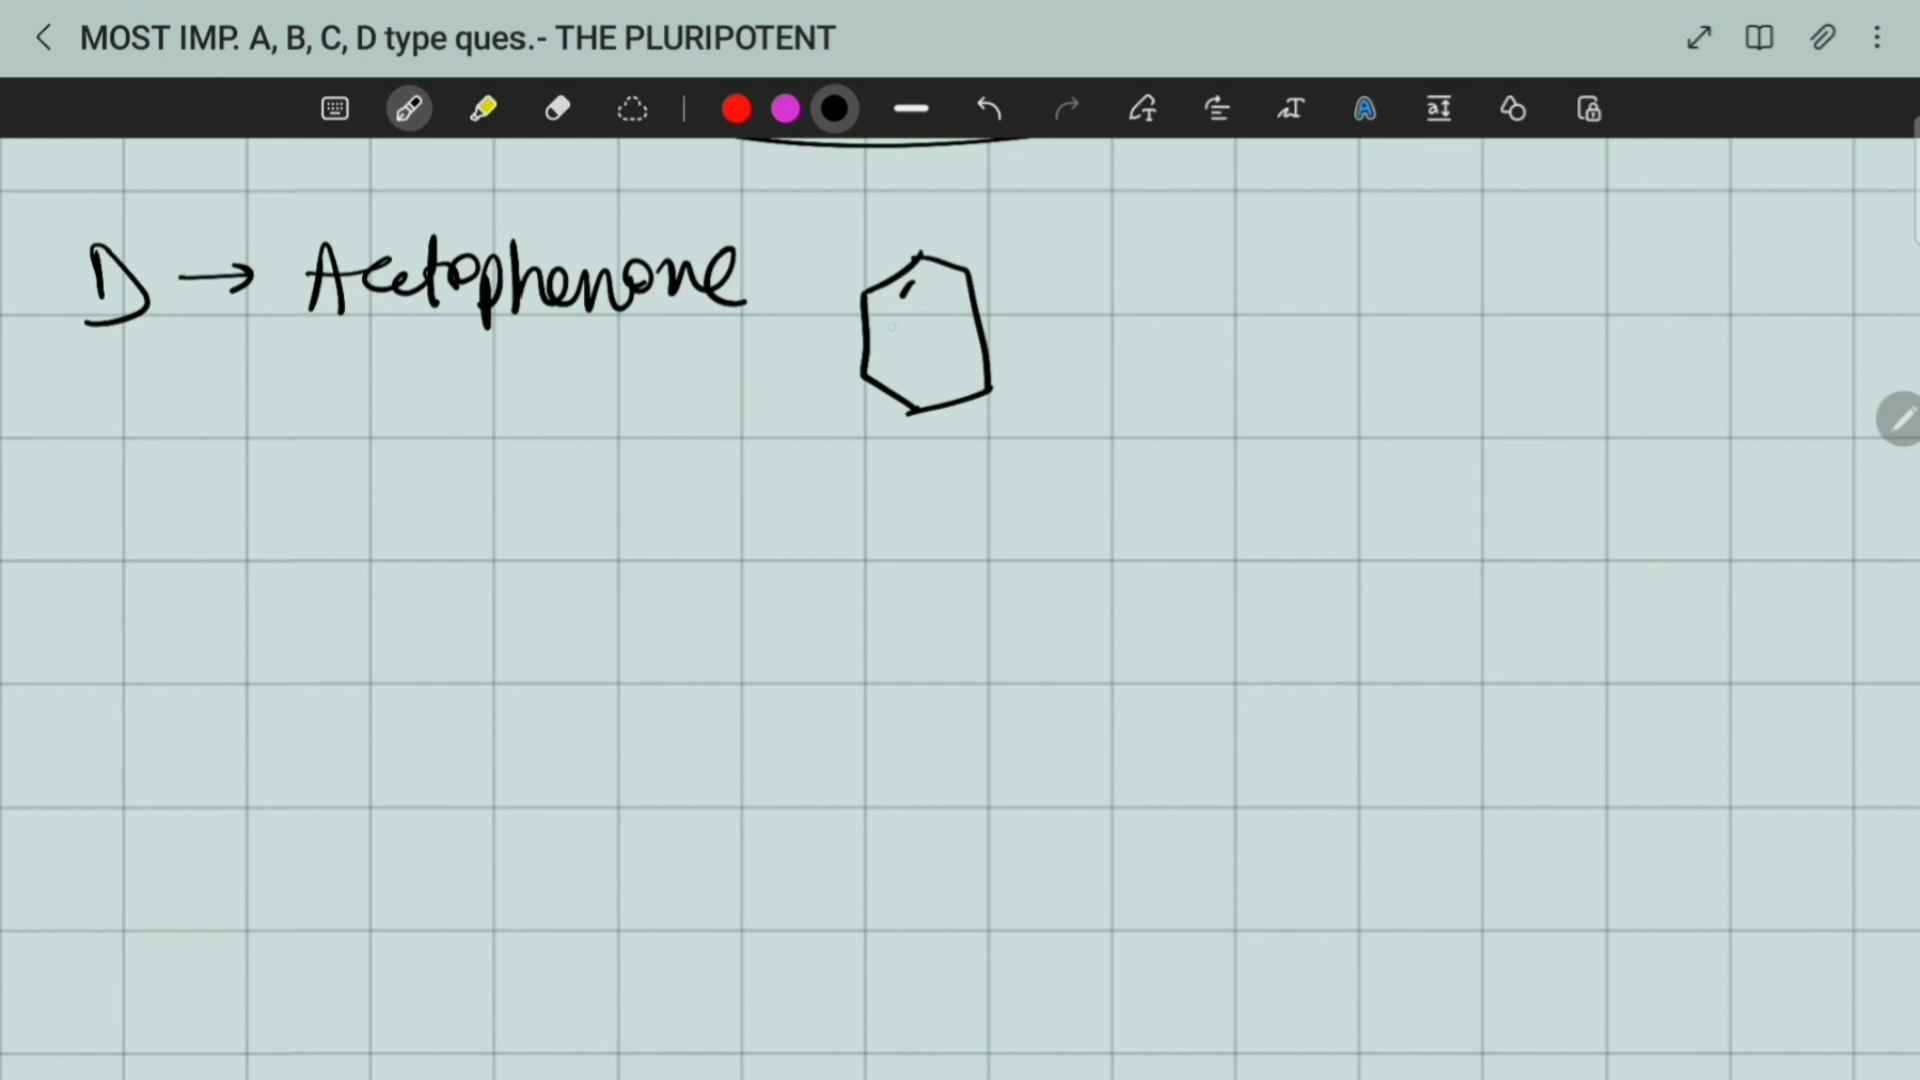 MOST IMP. A, B, C, D type ques.- THE PLURIPOTENT
D → Acetophenone